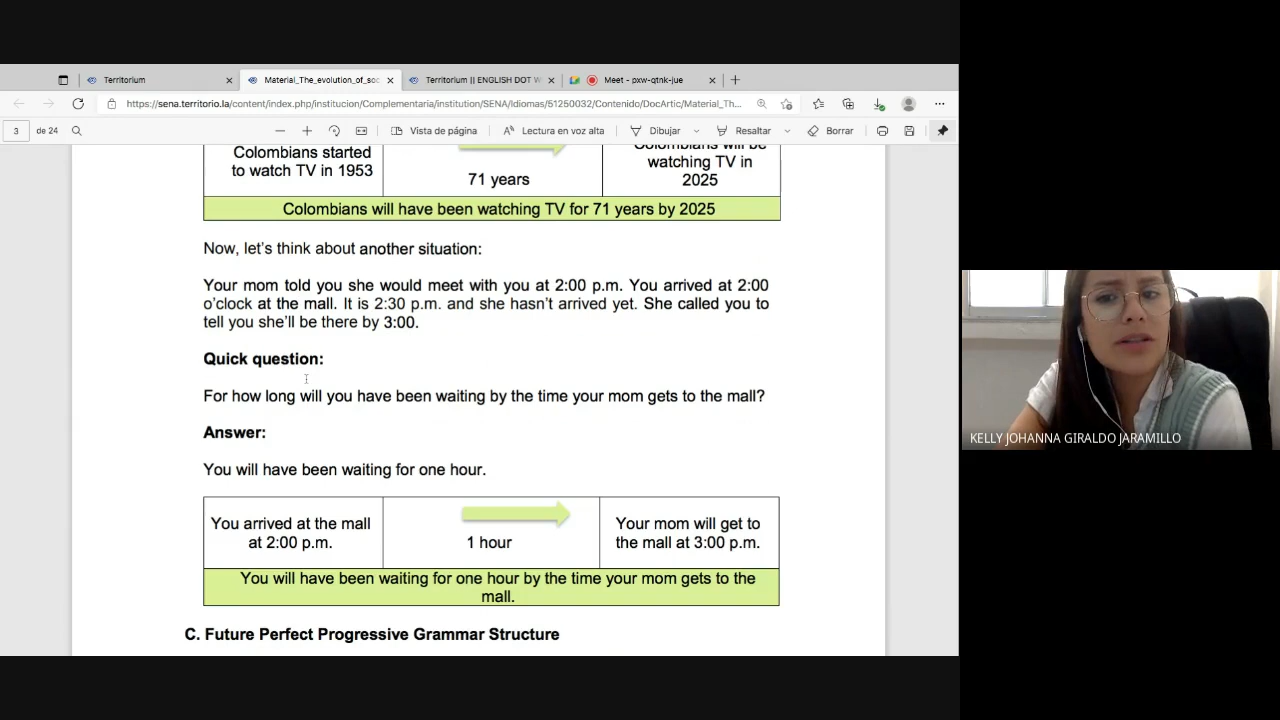 Territorium
Material_The_evolution_of_soc
Territorium || ENGLISH DOT W
Meet - pxw-qtnk-jue
https://sena.territorio.la/content/index.php/institucion/Complementaria/institution/SENA/Idiomas/51250032/Contenido/DocArtic/Material_Th...
3 de 24
Vista de página
Lectura en voz alta
Dibujar
Resaltar
Borrar
Colombians started
to watch TV in 1953
71 years
Colombians will be
watching TV in
2025
Colombians will have been watching TV for 71 years by 2025
Now, let's think about another situation:
Your mom told you she would meet with you at 2:00 p.m. You arrived at 2:00
o'clock at the mall. It is 2:30 p.m. and she hasn't arrived yet. She called you to
tell you she'll be there by 3:00.
Quick question:
For how long will you have been waiting by the time your mom gets to the mall?
Answer:
You will have been waiting for one hour.
You arrived at the mall
at 2:00 p.m.
1 hour
Your mom will get to
the mall at 3:00 p.m.
You will have been waiting for one hour by the time your mom gets to the
mall.
C. Future Perfect Progressive Grammar Structure
KELLY JOHANNA GIRALDO JARAMILLO